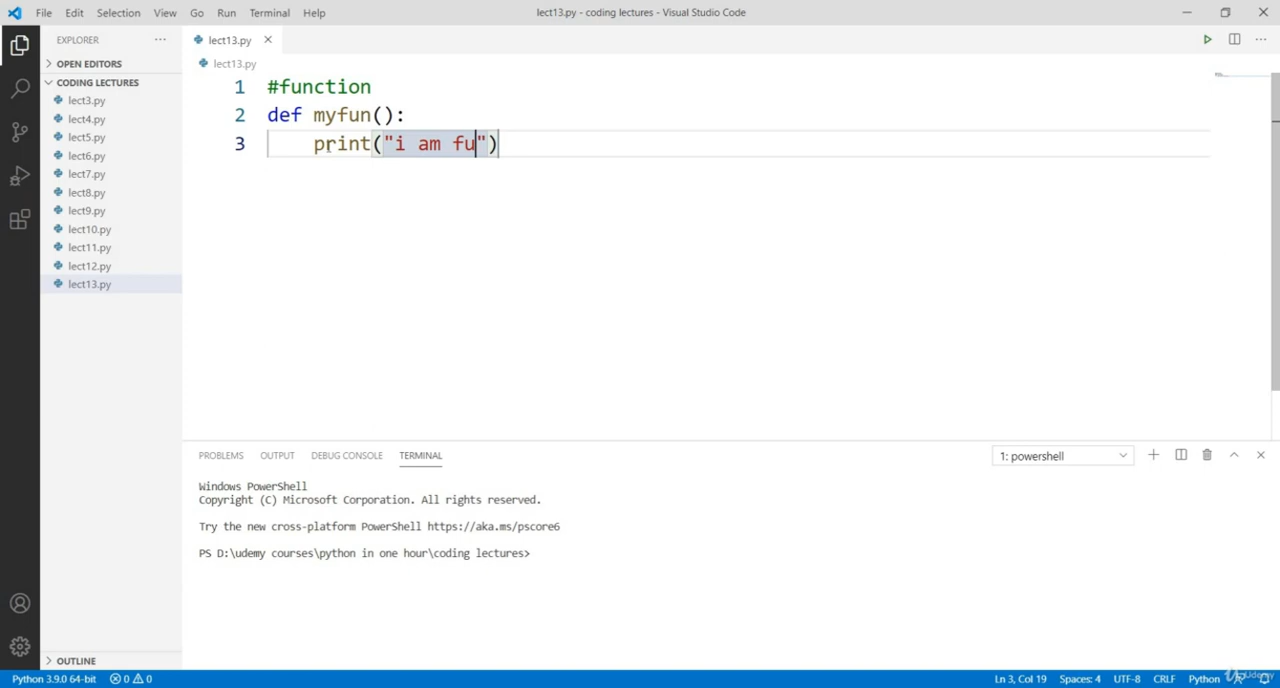 File Edit Selection View Go Run Terminal Help
lect13.py - coding lectures - Visual Studio Code
EXPLORER
OPEN EDITORS
CODING LECTURES
lect3.py
lect4.py
lect5.py
lect6.py
lect7.py
lect8.py
lect9.py
lect10.py
lect11.py
lect12.py
lect13.py
OUTLINE
lect13.py
lect13.py
1 #function
2 def myfun():
3 print("i am fu")
PROBLEMS OUTPUT DEBUG CONSOLE TERMINAL
1: powershell
Windows PowerShell
Copyright (C) Microsoft Corporation. All rights reserved.
Try the new cross-platform PowerShell https://aka.ms/pscore6
PS D:\udemy courses\python in one hour\coding lectures>
Python 3.9.0 64-bit 0 0
Ln 3, Col 19 Spaces: 4 UTF-8 CRLF Python
Udemy